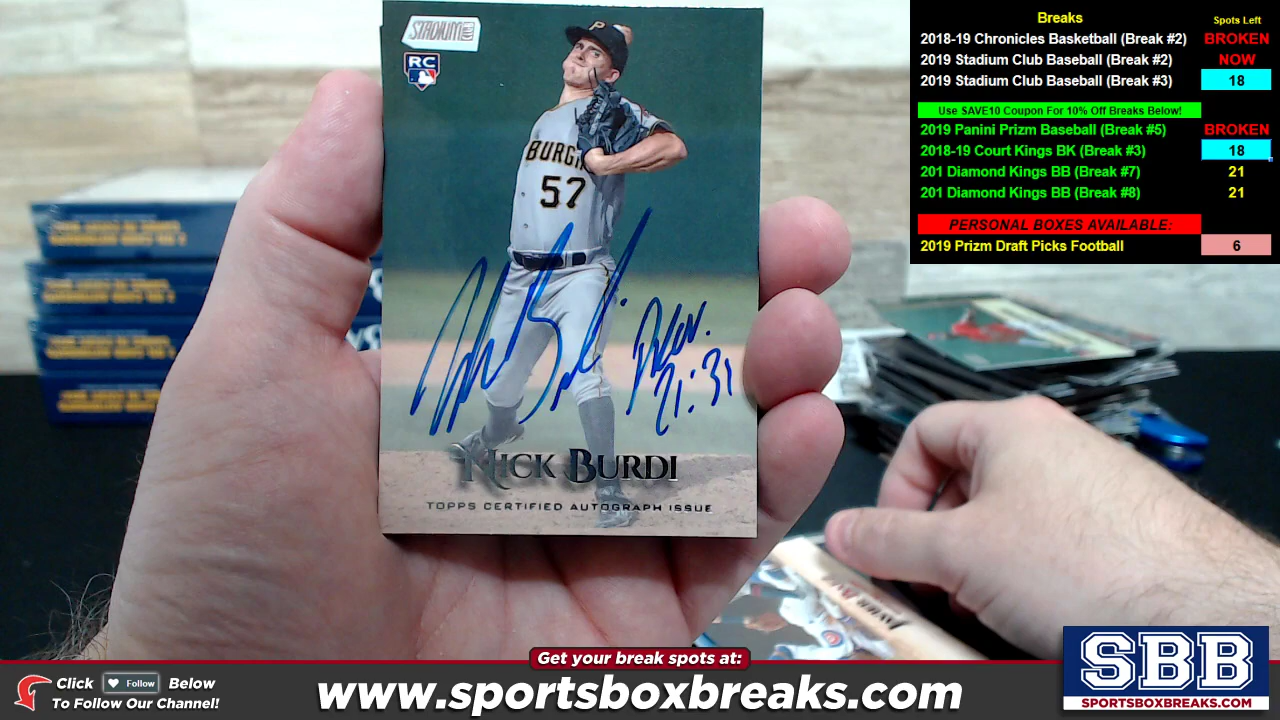 STADIUM
RC
P
BURGH
57
Prov.
21:31
NICK BURDI
TOPPS CERTIFIED AUTOGRAPH ISSUE
Breaks Spots Left
2018-19 Chronicles Basketball (Break #2) BROKEN
2019 Stadium Club Baseball (Break #2) NOW
2019 Stadium Club Baseball (Break #3) 18
Use SAVE10 Coupon For 10% Off Breaks Below!
2019 Panini Prizm Baseball (Break #5) BROKEN
2018-19 Court Kings BK (Break #3) 18
201 Diamond Kings BB (Break #7) 21
201 Diamond Kings BB (Break #8) 21
PERSONAL BOXES AVAILABLE:
2019 Prizm Draft Picks Football 6
Get your break spots at:
Click Follow Below
To Follow Our Channel!
www.sportsboxbreaks.com
SBB
SPORTSBOXBREAKS.COM